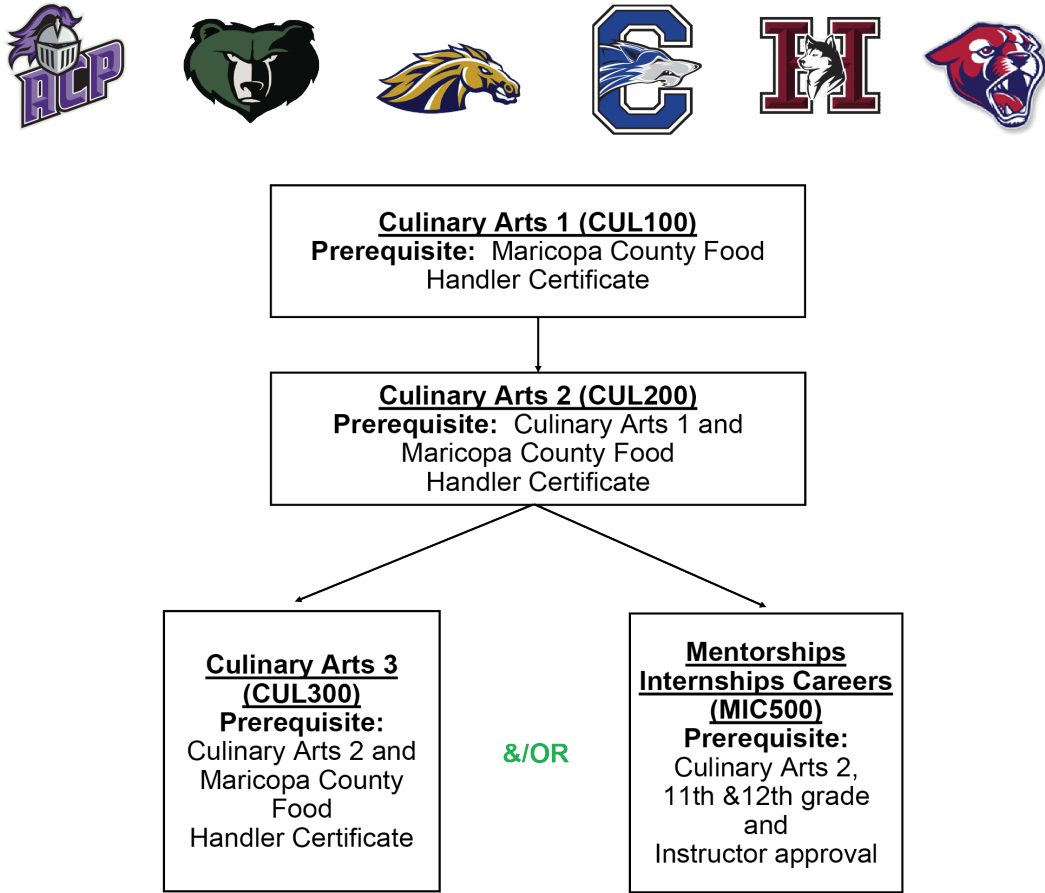 ACP
C
H
Culinary Arts 1 (CUL100)
Prerequisite:  Maricopa County Food
Handler Certificate
Culinary Arts 2 (CUL200)
Prerequisite:  Culinary Arts 1 and
Maricopa County Food
Handler Certificate
Culinary Arts 3
(CUL300)
Prerequisite:
Culinary Arts 2 and
Maricopa County
Food
Handler Certificate
&/OR
Mentorships
Internships Careers
(MIC500)
Prerequisite:
Culinary Arts 2,
11th &12th grade
and
Instructor approval